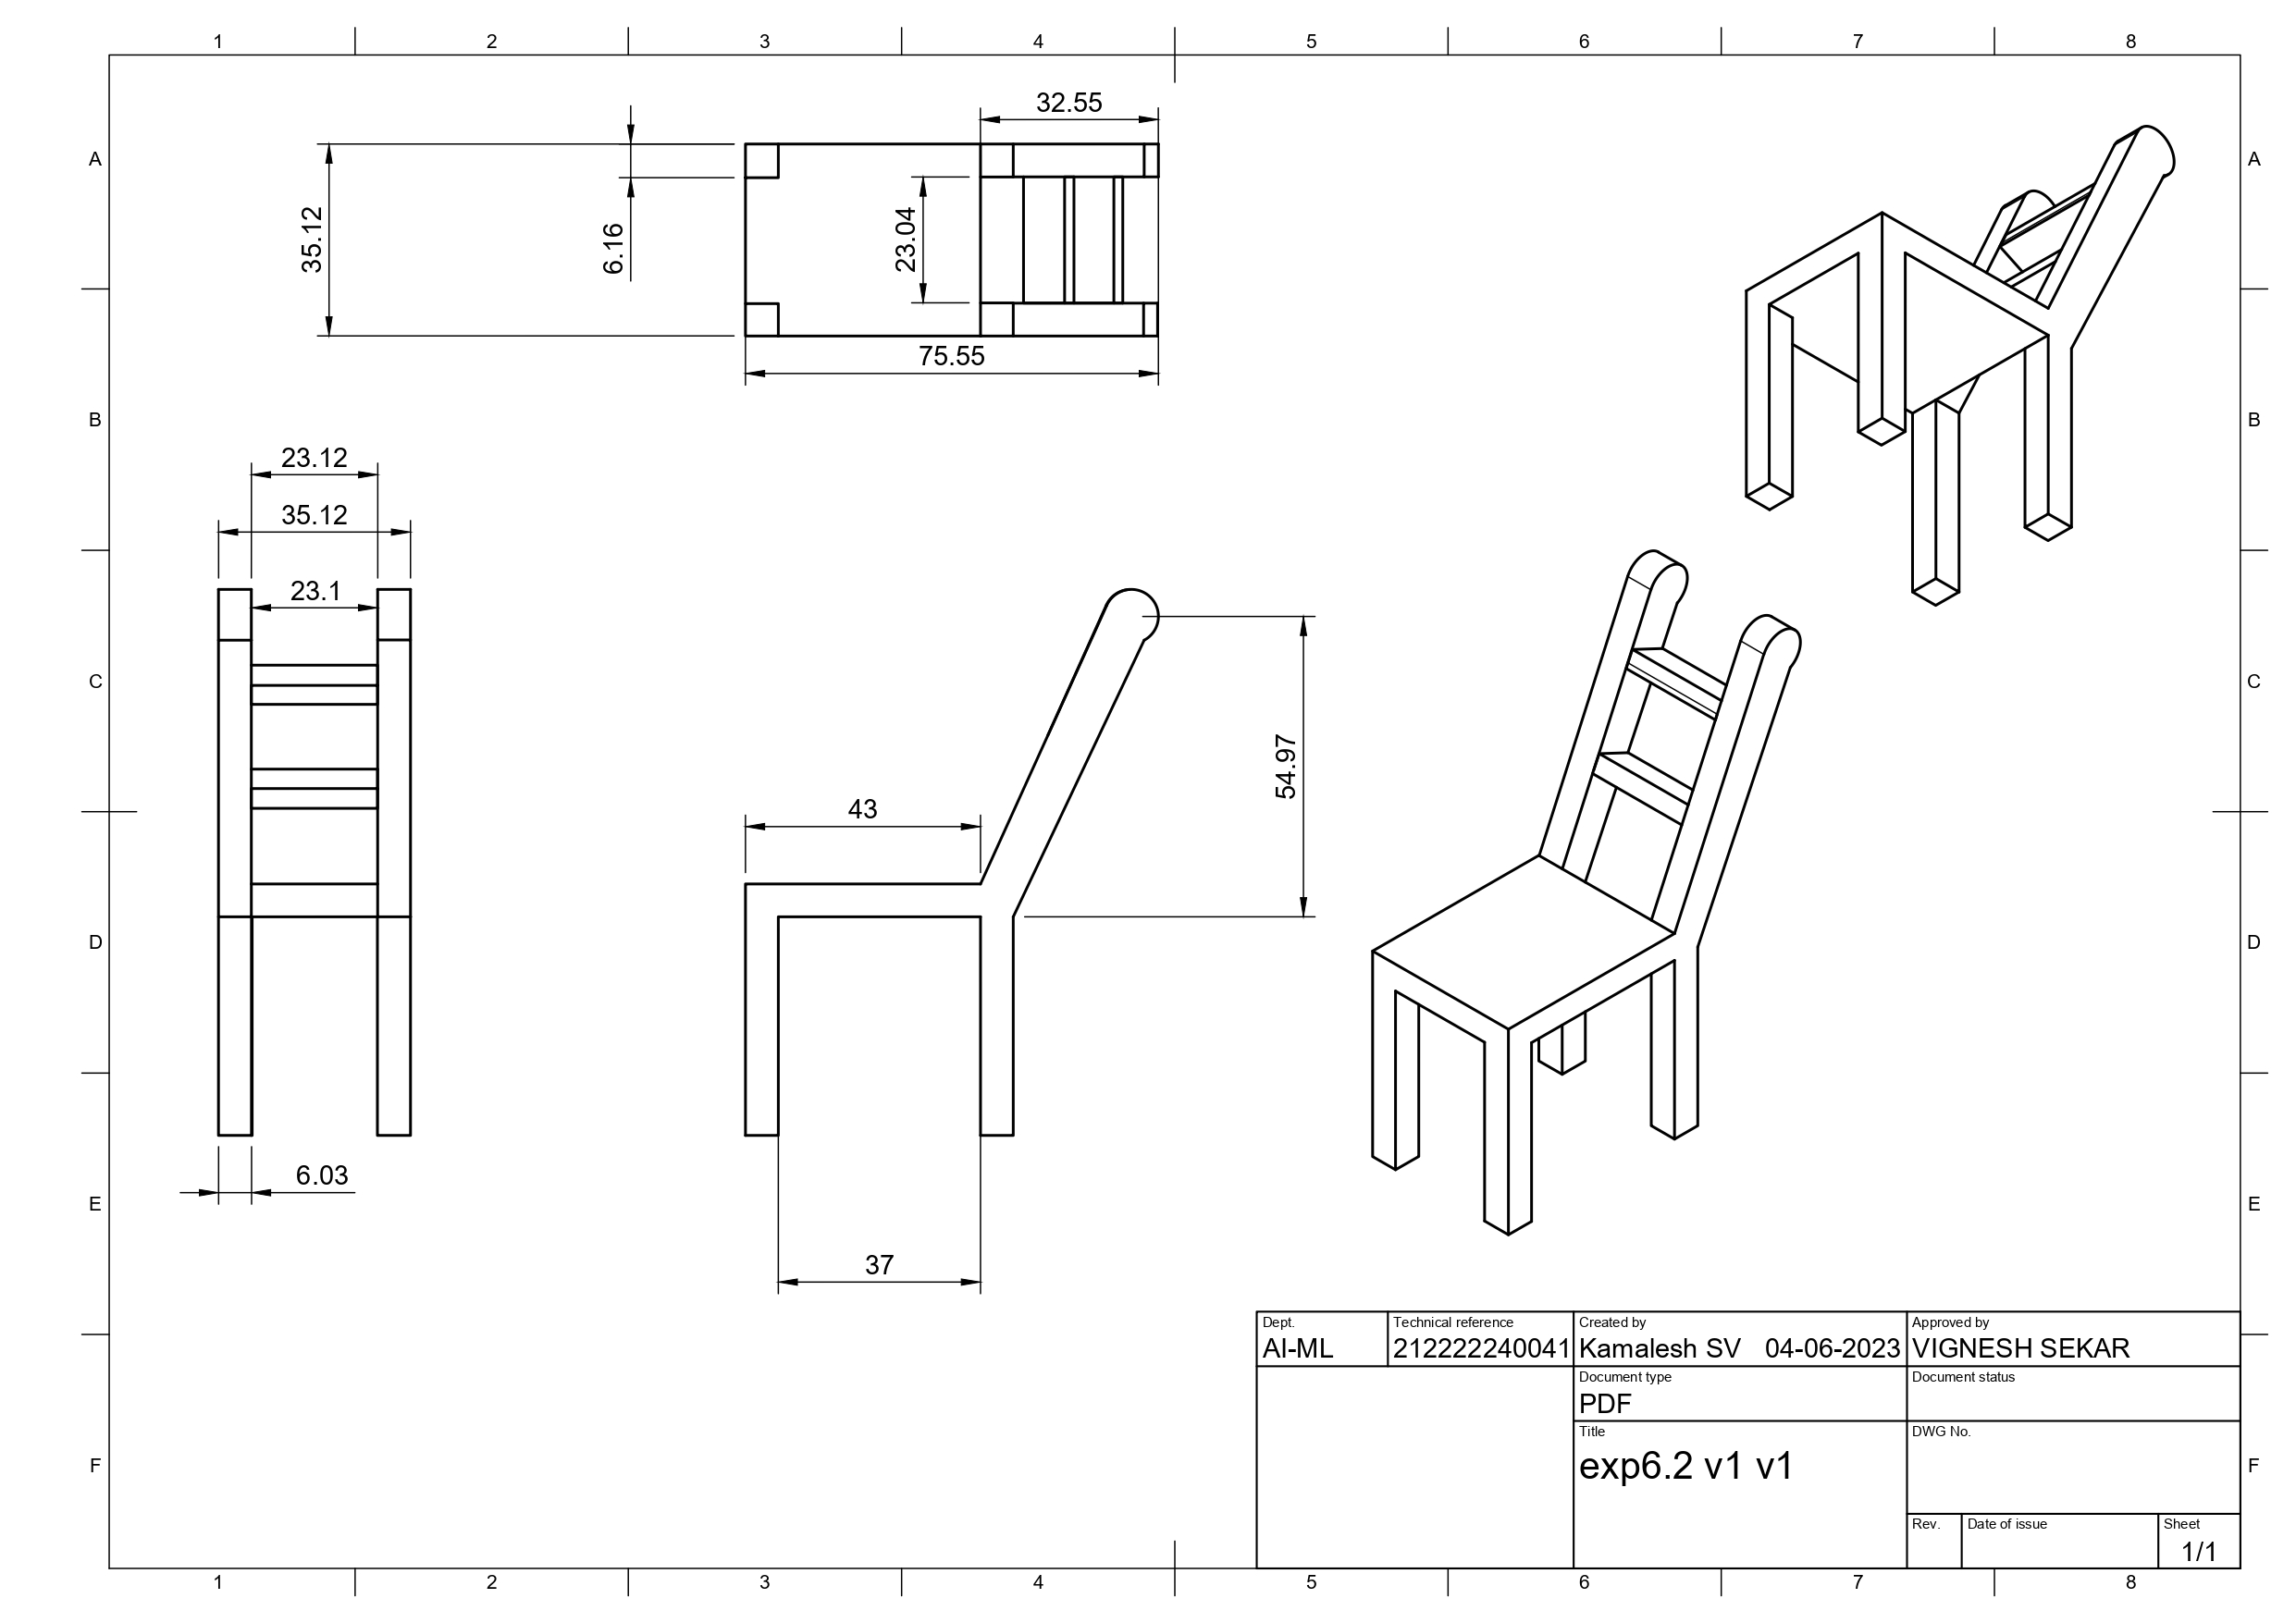 1 2 3 4 5 6 7 8
32.55
A A
35.12 6.16 23.04
75.55
B B
23.12
35.12
23.1
C C
54.97
43
D D
6.03
E E
37
Dept. Technical reference Created by Approved by
AI-ML 212222240041 Kamalesh SV 04-06-2023 VIGNESH SEKAR
Document type Document status
PDF
Title DWG No.
exp6.2 v1 v1
F F
Rev. Date of issue Sheet
1/1
1 2 3 4 5 6 7 8